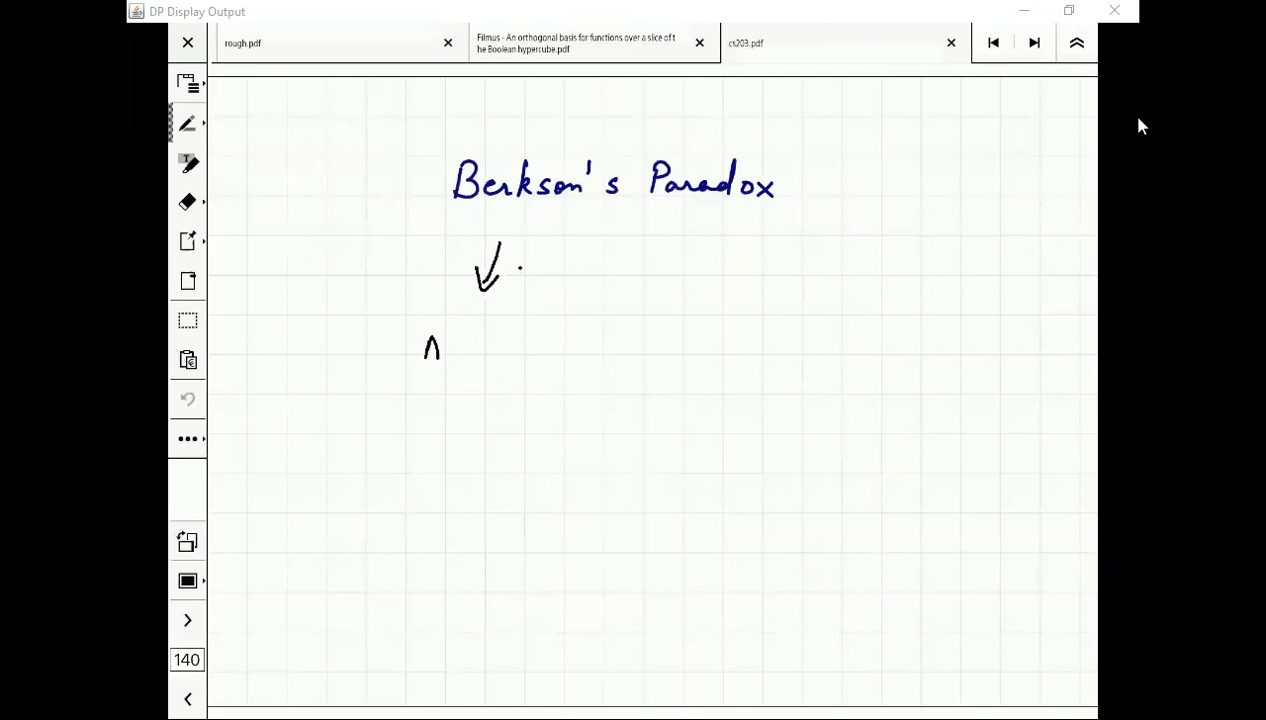 DP Display Output
rough.pdf
Filmus - An orthogonal basis for functions over a slice of t
he Boolean hypercube.pdf
cs203.pdf
Berkson's Paradox
140